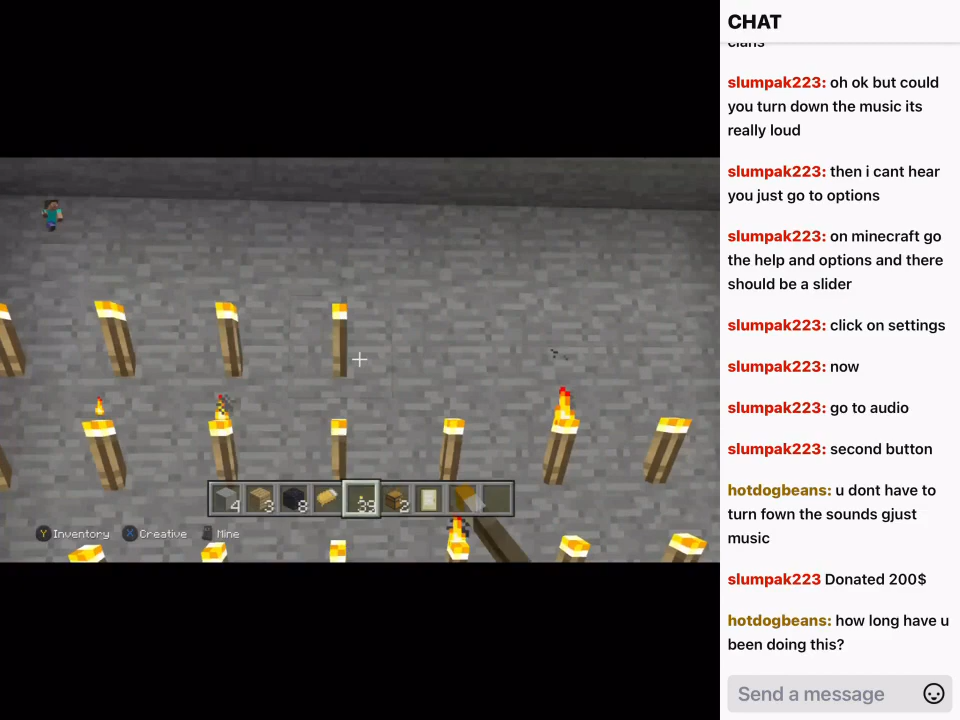 CHAT
clans
slumpak223: oh ok but could
you turn down the music its
really loud
slumpak223: then i cant hear
you just go to options
slumpak223: on minecraft go
the help and options and there
should be a slider
slumpak223: click on settings
slumpak223: now
slumpak223: go to audio
slumpak223: second button
hotdogbeans: u dont have to
turn fown the sounds gjust
music
slumpak223 Donated 200$
hotdogbeans: how long have u
been doing this?
Send a message
4
3
8
39
2
Y Inventory
X Creative
Mine